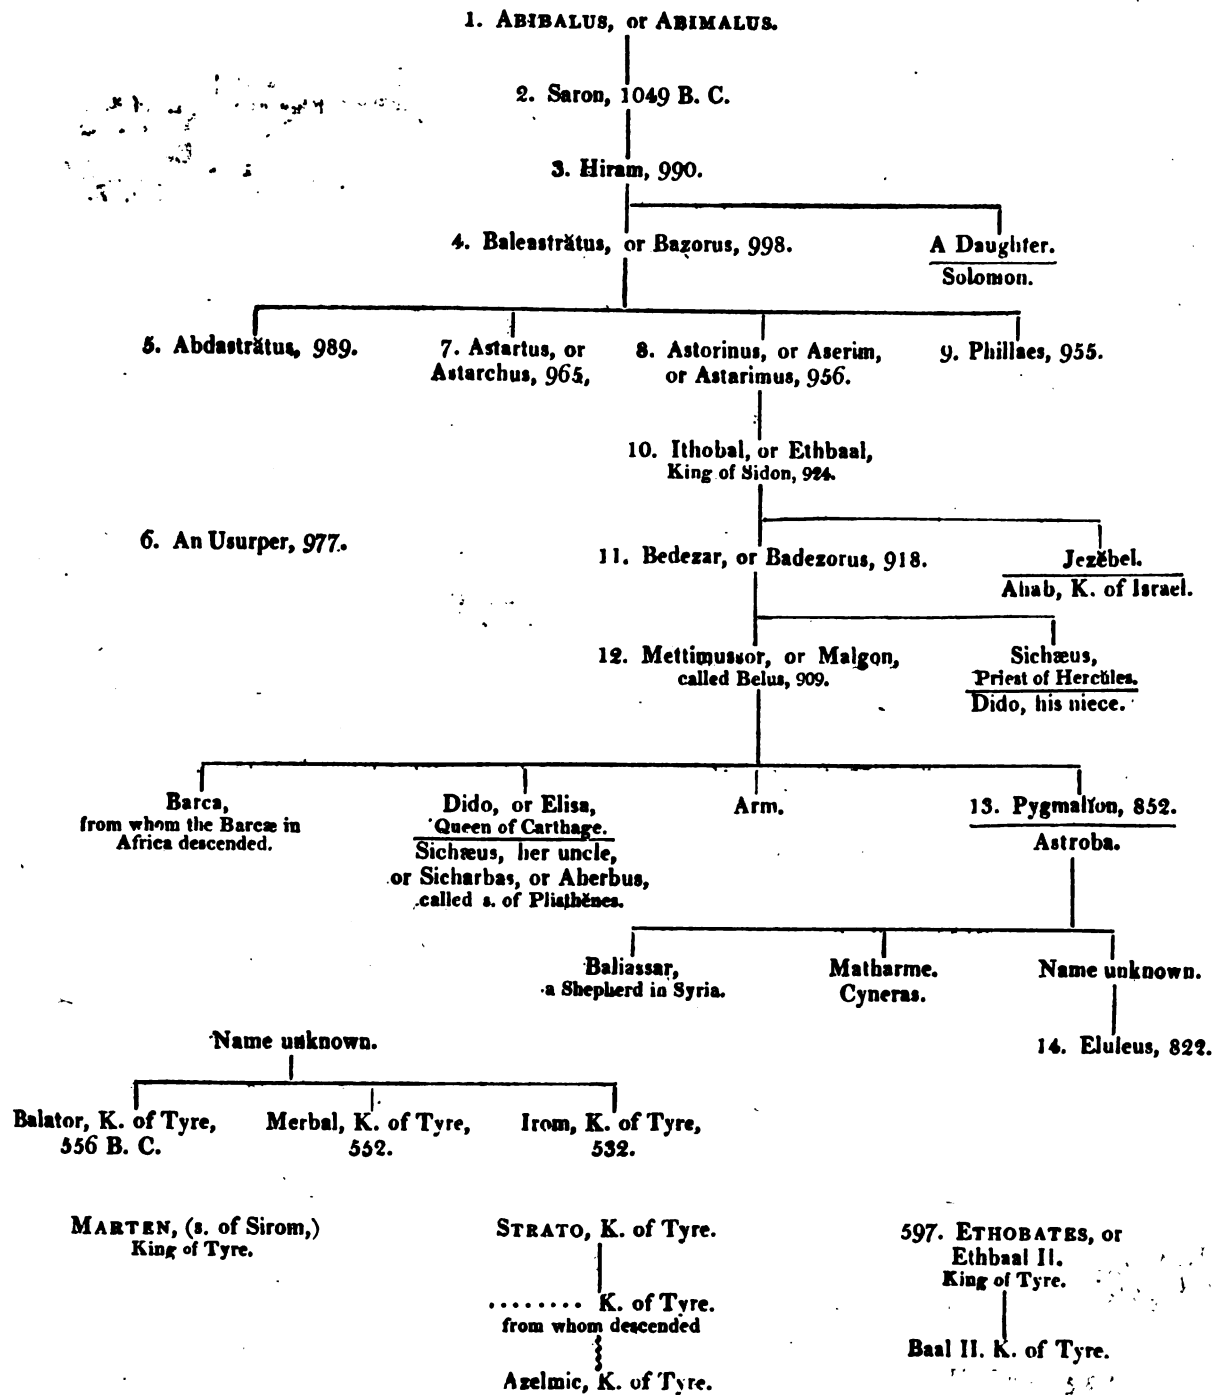 1. ABIBALUS, or ABIMALUS.
2. Saron, 1049 B. C.
3. Hiram, 990.
4. Baleastrătus, or Bazorus, 998.
A Daughter.
Solomon.
5. Abdastrătus, 989.
7. Astartus, or
Astarchus, 965,
8. Astorinus, or Aserim,
or Astarimus, 956.
9. Phillaes, 955.
10. Ithobal, or Ethbaal,
King of Sidon, 924.
6. An Usurper, 977.
11. Bedezar, or Badezorus, 918.
Jezĕbel.
Ahab, K. of Israel.
12. Mettimussor, or Malgon,
called Belus, 909.
Sichæus,
Priest of Hercŭles.
Dido, his niece.
Barca,
from whom the Barcæ in
Africa descended.
Dido, or Elisa,
Queen of Carthage.
Sichæus, her uncle,
or Sicharbas, or Aherbus,
called s. of Plisthĕnes.
Arm.
13. Pygmalĭon, 852.
Astroba.
Baliassar,
a Shepherd in Syria.
Matharme.
Cyneras.
Name unknown.
14. Eluleus, 822.
Name unknown.
Balator, K. of Tyre,
556 B. C.
Merbal, K. of Tyre,
552.
Irom, K. of Tyre,
532.
MARTEN, (s. of Sirom,)
King of Tyre.
STRATO, K. of Tyre.
........ K. of Tyre.
from whom descended
Azelmic, K. of Tyre.
597. ETHOBATES, or
Ethbaal II.
King of Tyre.
Baal II. K. of Tyre.